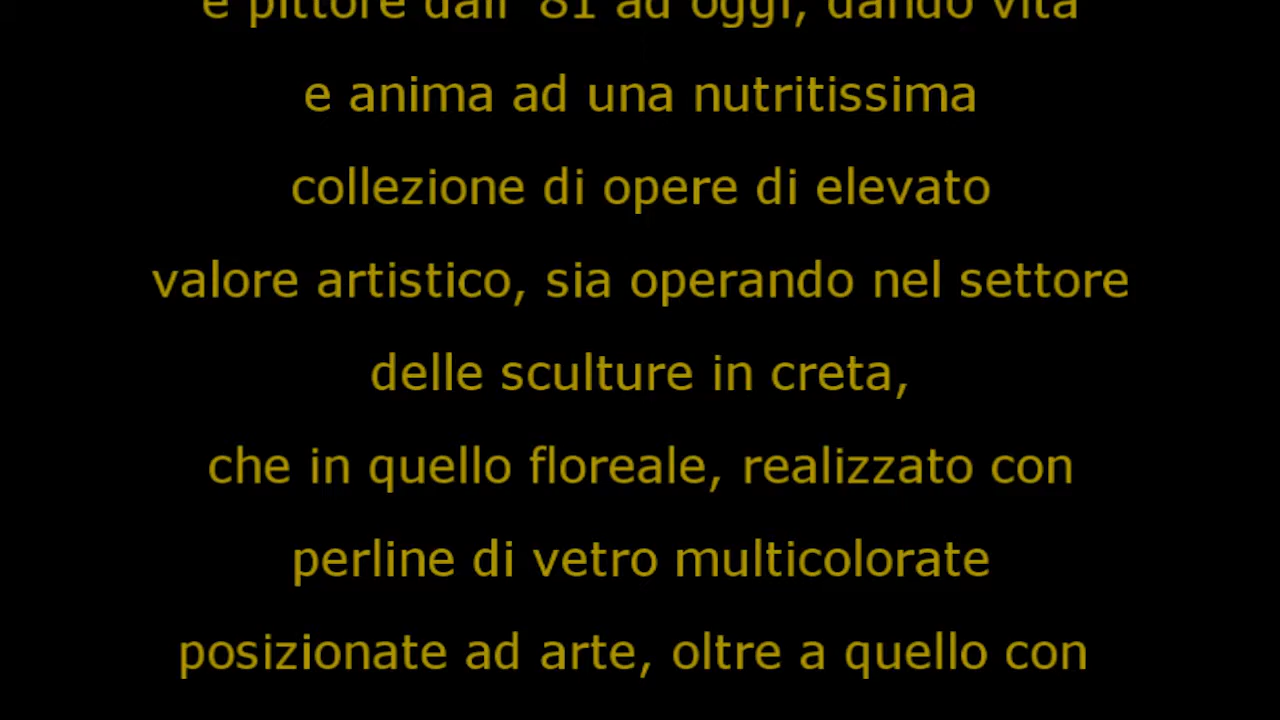 e pittore dall' 81 ad oggi, dando vita
e anima ad una nutritissima
collezione di opere di elevato
valore artistico, sia operando nel settore
delle sculture in creta,
che in quello floreale, realizzato con
perline di vetro multicolorate
posizionate ad arte, oltre a quello con